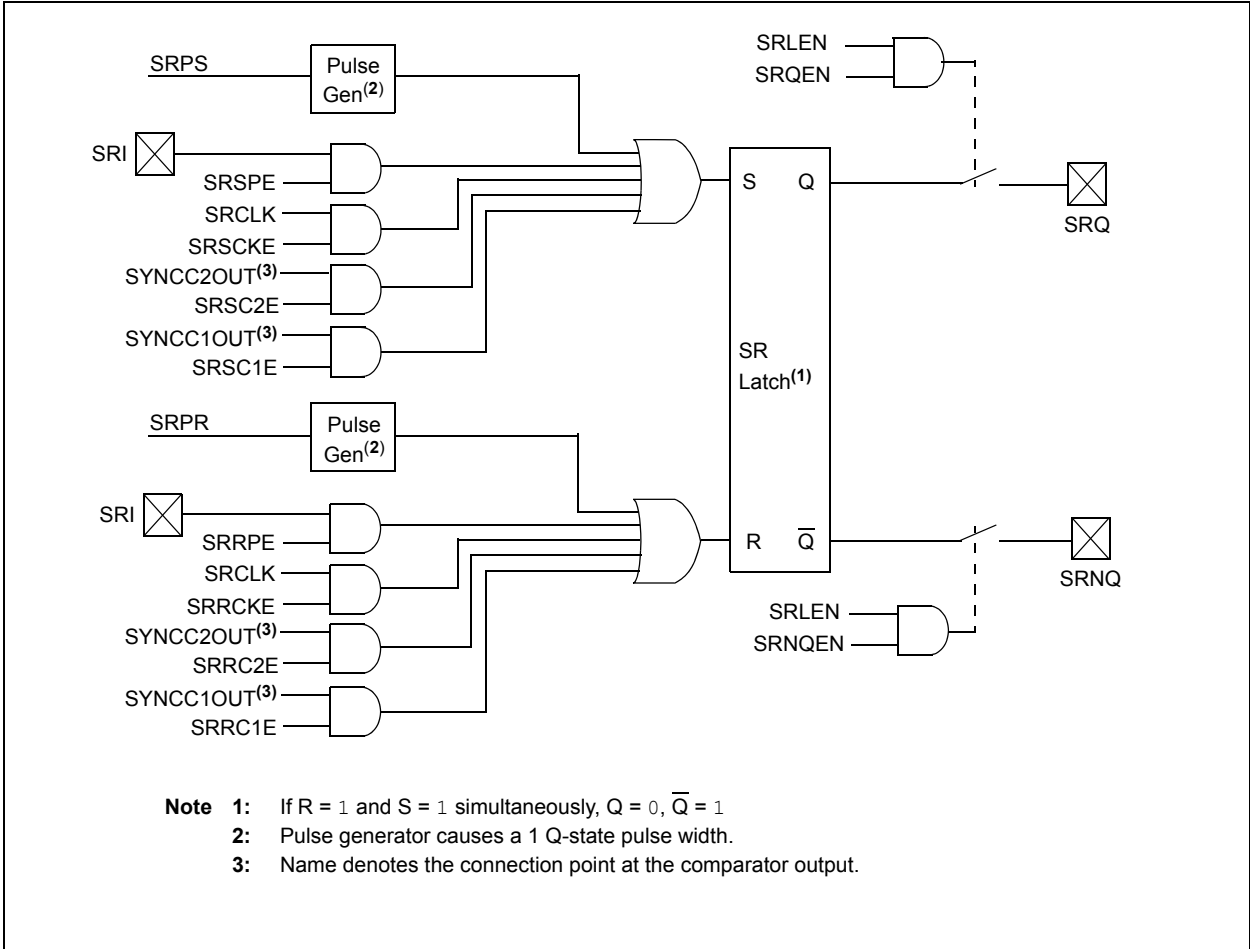 SRPS
Pulse
Gen(2)
SRI
SRSPE
SRCLK
SRSCKE
SYNCC2OUT(3)
SRSC2E
SYNCC1OUT(3)
SRSC1E
SRPR
Pulse
Gen(2)
SRI
SRRPE
SRCLK
SRRCKE
SYNCC2OUT(3)
SRRC2E
SYNCC1OUT(3)
SRRC1E
SRLEN
SRQEN
S Q
SR
Latch(1)
R Q̅
SRQ
SRNQ
SRLEN
SRNQEN
Note 1: If R = 1 and S = 1 simultaneously, Q = 0, Q̅ = 1
2: Pulse generator causes a 1 Q-state pulse width.
3: Name denotes the connection point at the comparator output.